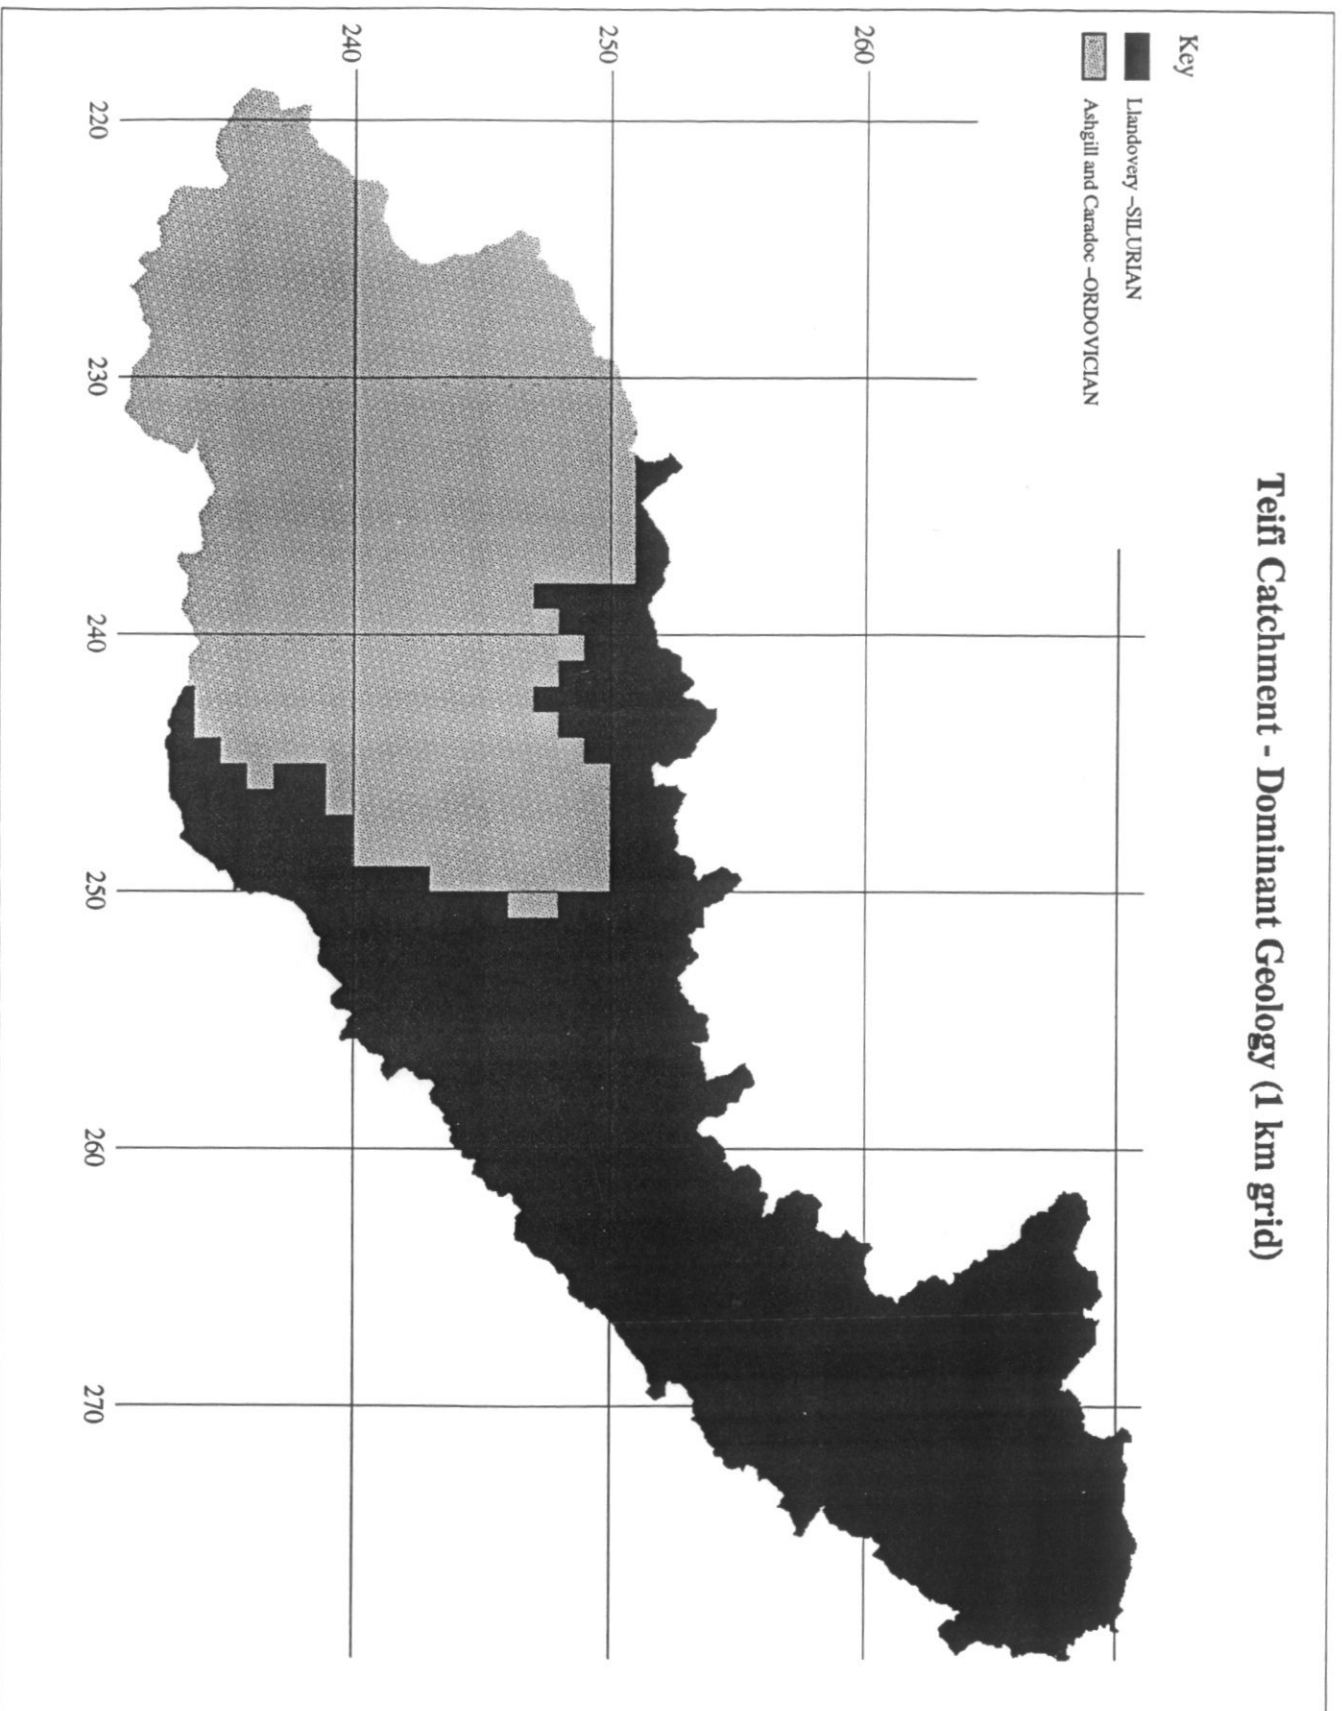 Teifi Catchment - Dominant Geology (1 km grid)
Key
Llandovery –SILURIAN
Ashgill and Caradoc –ORDOVICIAN
260
250
240
220
230
240
250
260
270